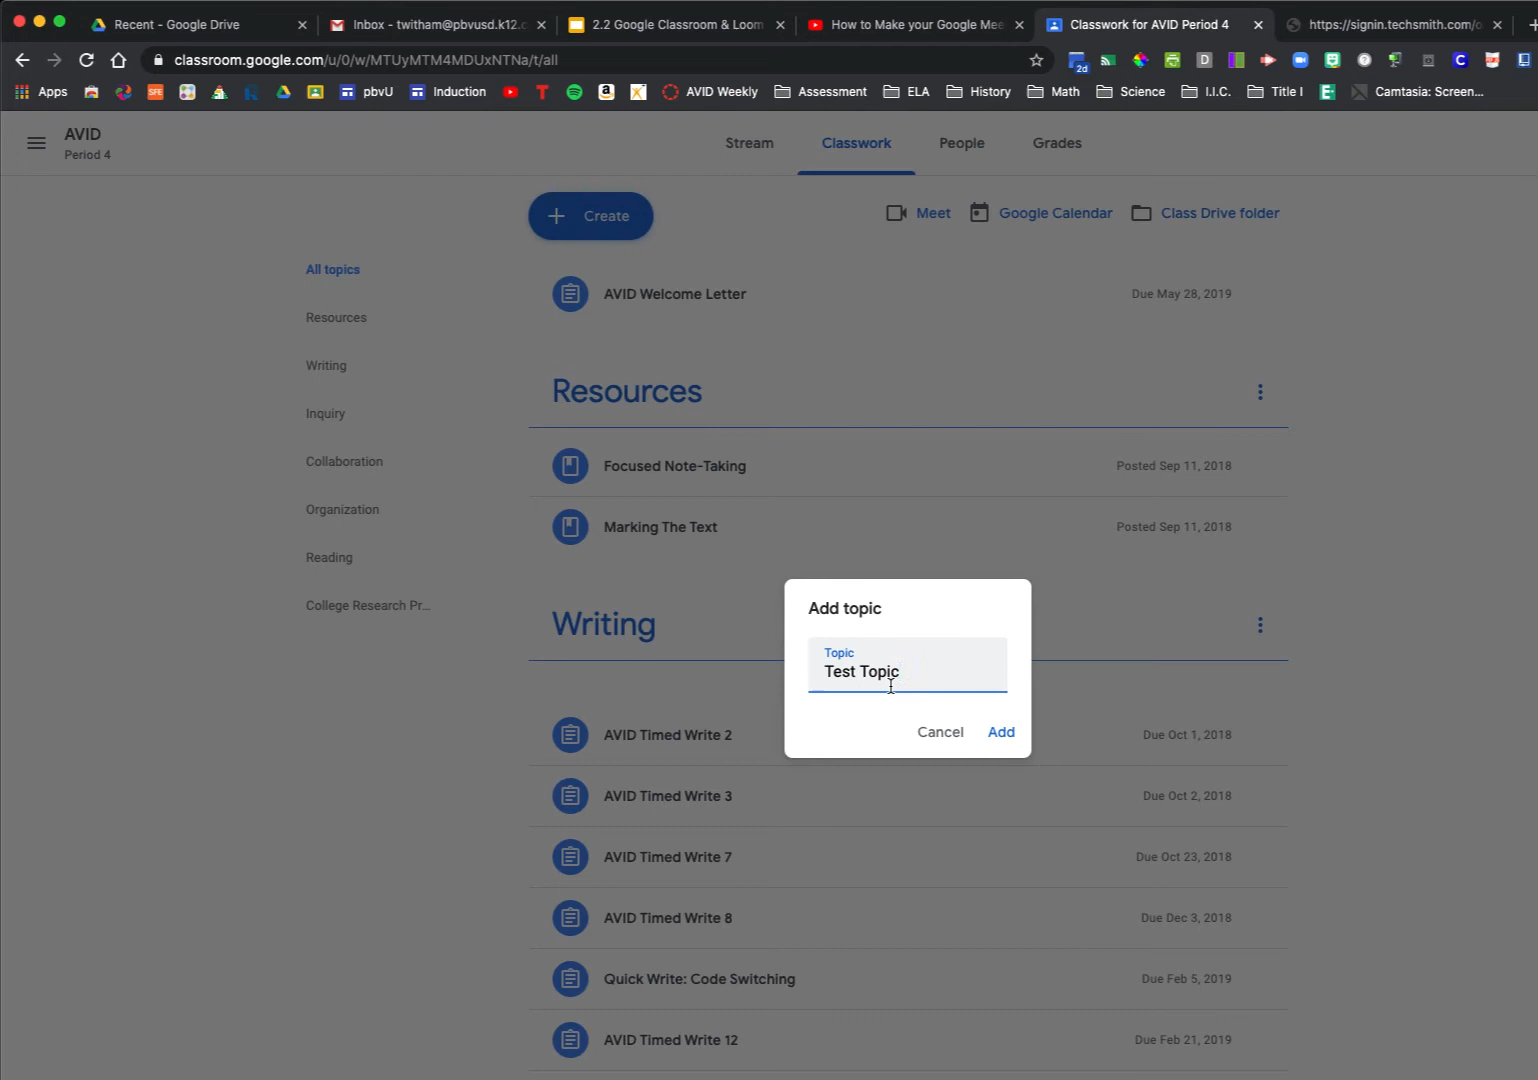 Recent - Google Drive
Inbox - twitham@pbvusd.k12.c
2.2 Google Classroom & Loom
How to Make your Google Mee
Classwork for AVID Period 4
https://signin.techsmith.com/o
classroom.google.com/u/0/w/MTUyMTM4MDUxNTNa/t/all
2d
D
C
Apps
SFE
pbvU
Induction
AVID Weekly
Assessment
ELA
History
Math
Science
I.I.C.
Title I
Camtasia: Screen...
AVID
Period 4
Stream
Classwork
People
Grades
Create
Meet
Google Calendar
Class Drive folder
All topics
Resources
Writing
Inquiry
Collaboration
Organization
Reading
College Research Pr...
AVID Welcome Letter
Due May 28, 2019
Resources
Focused Note-Taking
Posted Sep 11, 2018
Marking The Text
Posted Sep 11, 2018
Writing
Add topic
Topic
Test Topic
Cancel
Add
AVID Timed Write 2
Due Oct 1, 2018
AVID Timed Write 3
Due Oct 2, 2018
AVID Timed Write 7
Due Oct 23, 2018
AVID Timed Write 8
Due Dec 3, 2018
Quick Write: Code Switching
Due Feb 5, 2019
AVID Timed Write 12
Due Feb 21, 2019